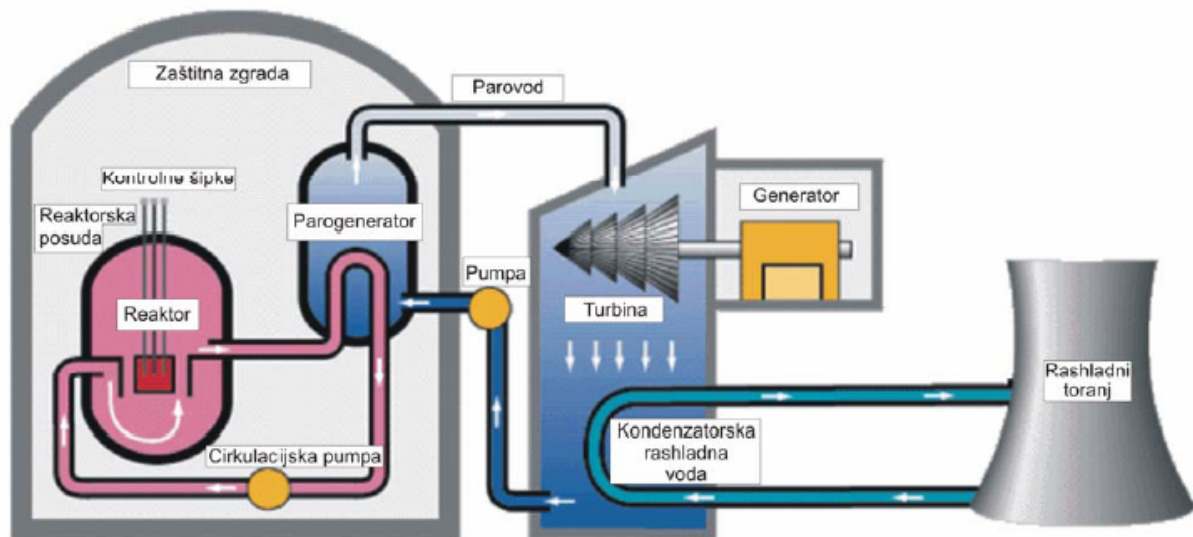 Zaštitna zgrada
Parovod
Kontrolne šipke
Reaktorska
posuda
Parogenerator
Generator
Pumpa
Reaktor
Turbina
Rashladni
toranj
Kondenzatorska
rashladna
voda
Cirkulacijska pumpa